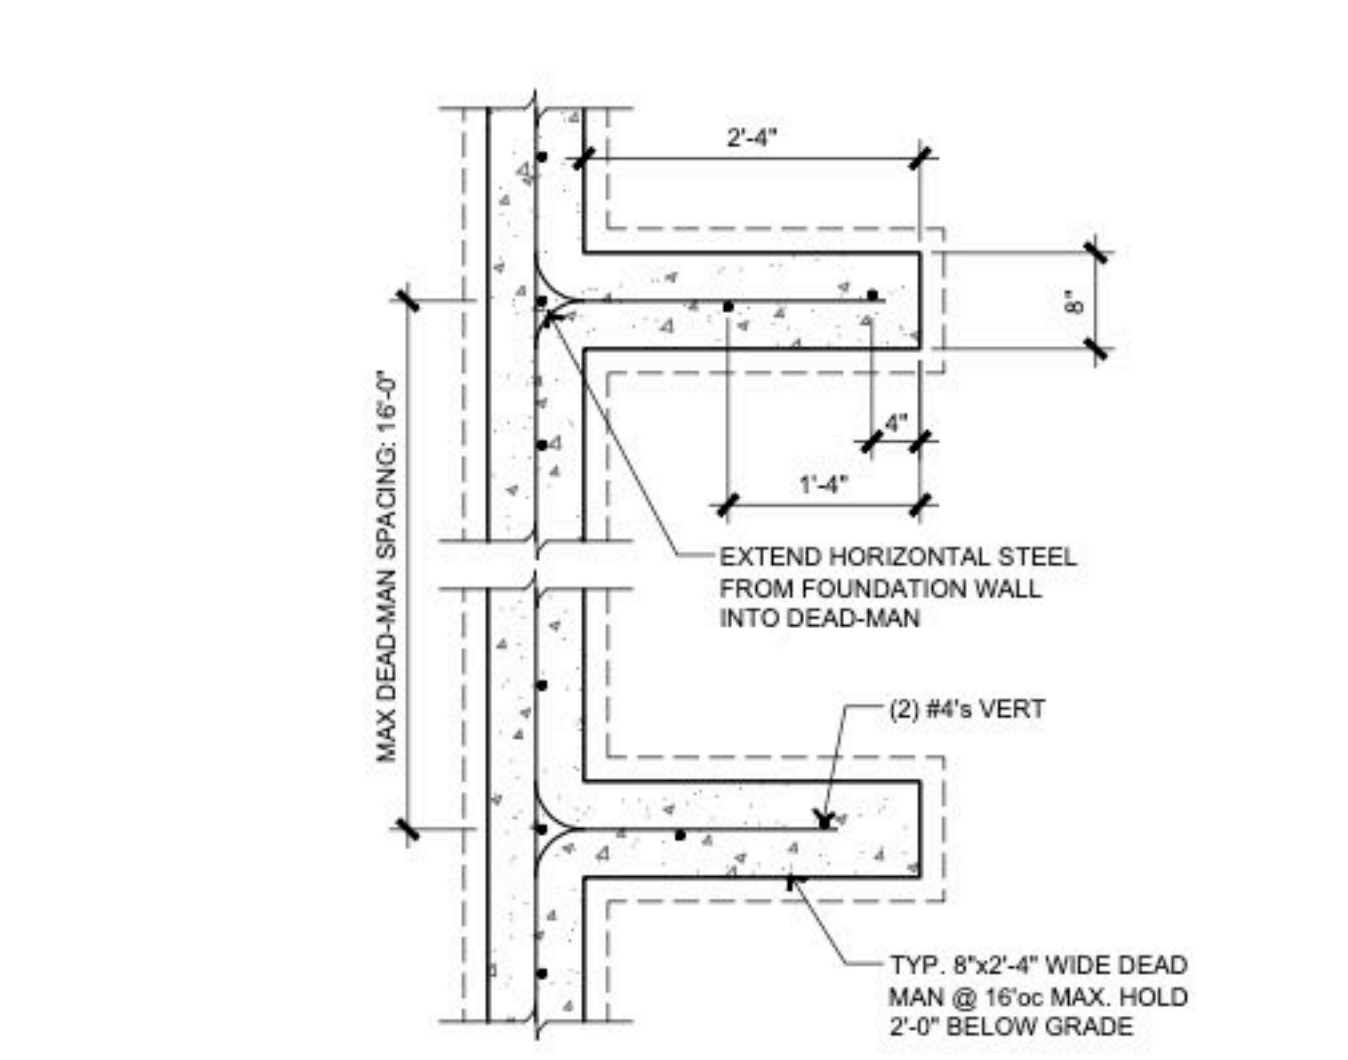 2'-4"
8"
4"
1'-4"
MAX DEAD-MAN SPACING: 16'-0"
EXTEND HORIZONTAL STEEL
FROM FOUNDATION WALL
INTO DEAD-MAN
(2) #4's VERT
TYP. 8"x2'-4" WIDE DEAD
MAN @ 16'oc MAX. HOLD
2'-0" BELOW GRADE